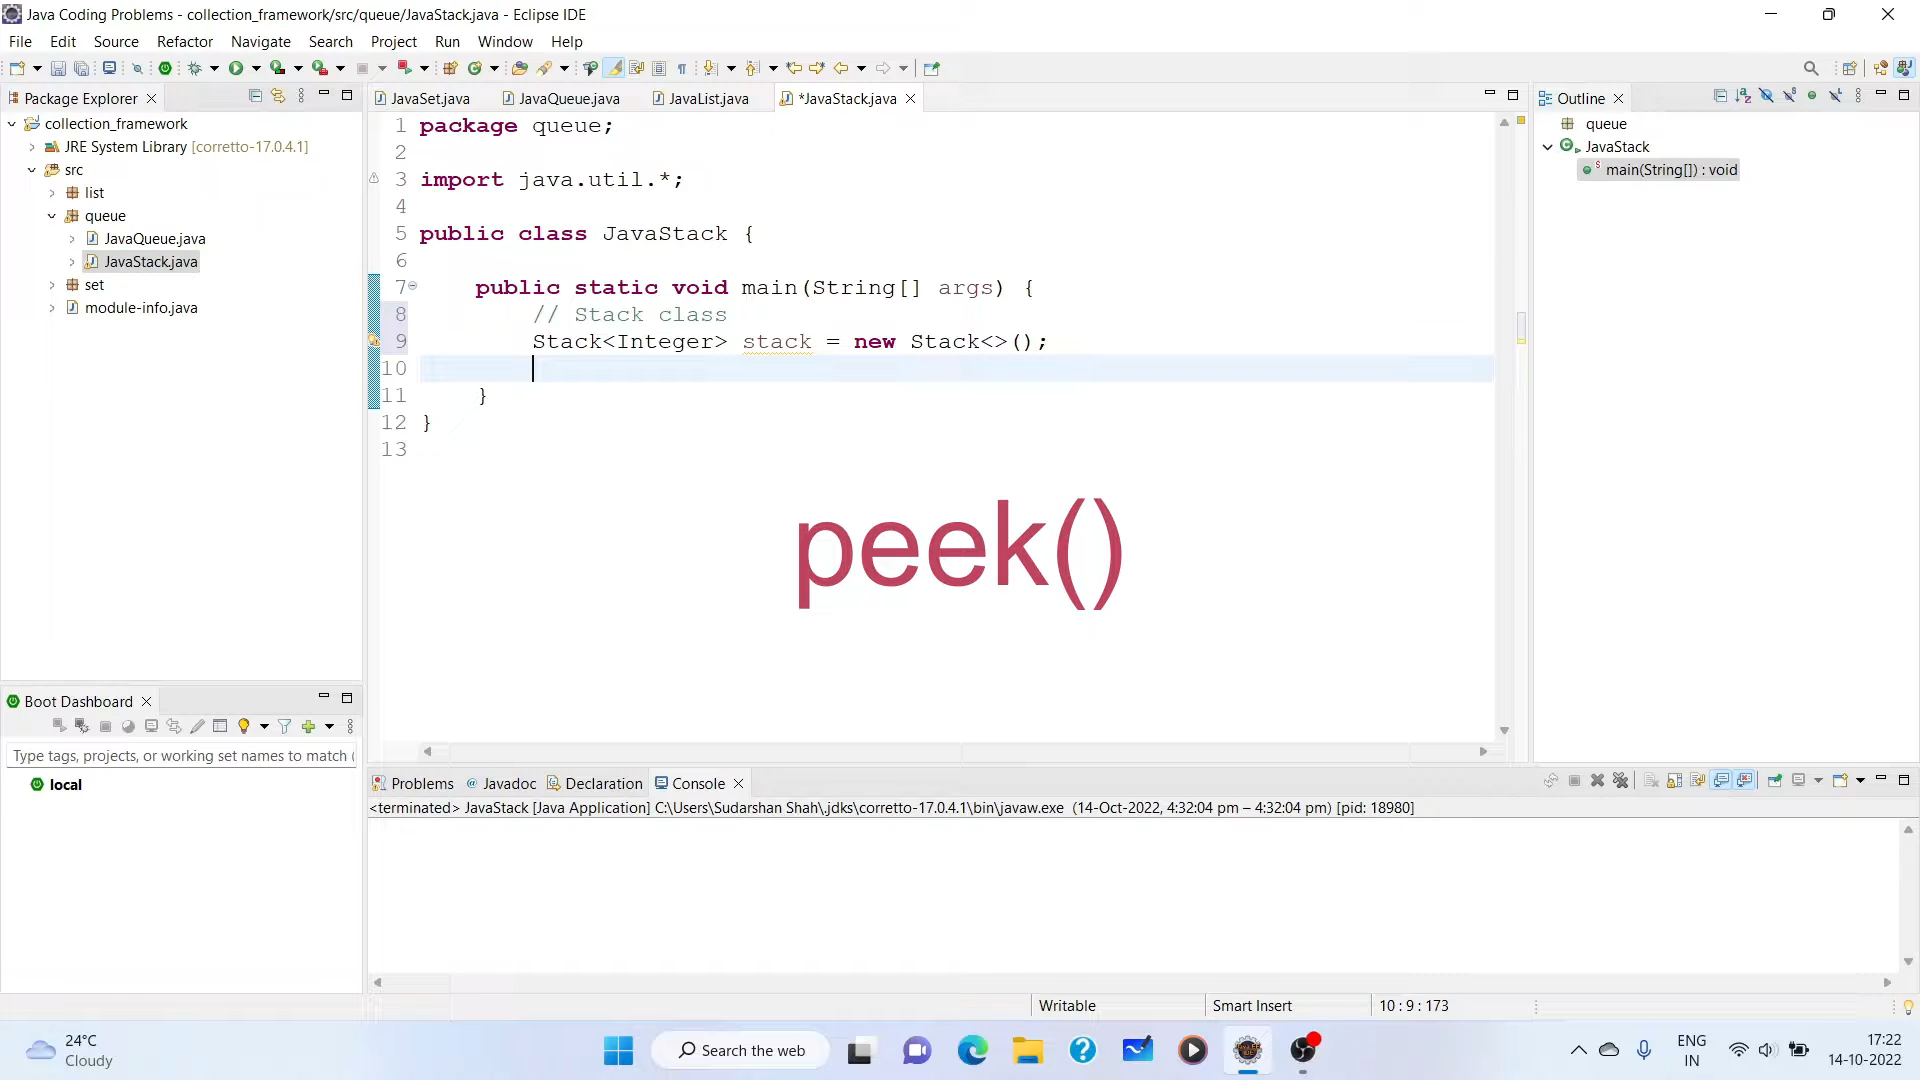 Java Coding Problems - collection_framework/src/queue/JavaStack.java - Eclipse IDE
File Edit Source Refactor Navigate Search Project Run Window Help
Package Explorer
collection_framework
JRE System Library [corretto-17.0.4.1]
src
list
queue
JavaQueue.java
JavaStack.java
set
module-info.java
JavaSet.java JavaQueue.java JavaList.java *JavaStack.java
1 package queue;
2
3 import java.util.*;
4
5 public class JavaStack {
6
7 public static void main(String[] args) {
8 // Stack class
9 Stack<Integer> stack = new Stack<>();
10
11 }
12 }
13
peek()
Outline
queue
JavaStack
main(String[]) : void
Boot Dashboard
Type tags, projects, or working set names to match (
local
Problems Javadoc Declaration Console
<terminated> JavaStack [Java Application] C:\Users\Sudarshan Shah\.jdks\corretto-17.0.4.1\bin\javaw.exe (14-Oct-2022, 4:32:04 pm – 4:32:04 pm) [pid: 18980]
Writable Smart Insert 10 : 9 : 173
24°C
Cloudy
Search the web
ENG
IN
17:22
14-10-2022